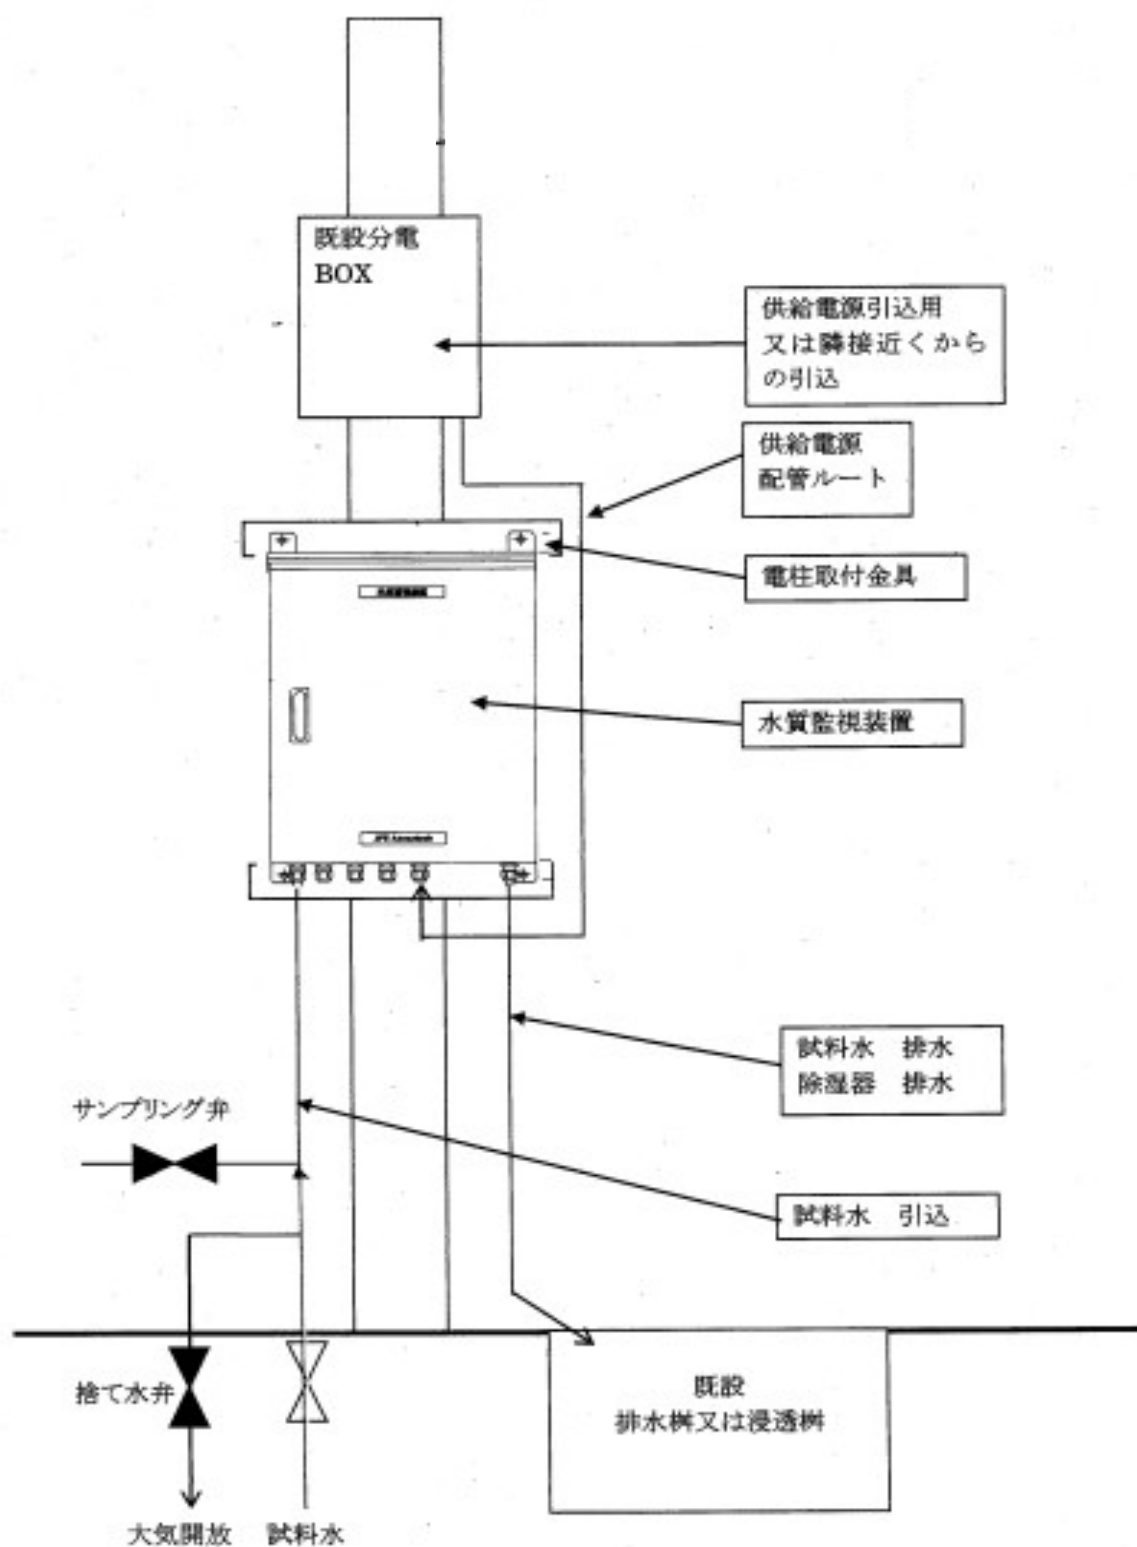 既設分電
BOX
供給電源引込用
又は隣接近くから
の引込
供給電源
配管ルート
電柱取付金具
水質監視装置
試料水　排水
除湿器　排水
サンプリング弁
試料水　引込
捨て水弁
既設
排水桝又は浸透桝
大気開放
試料水